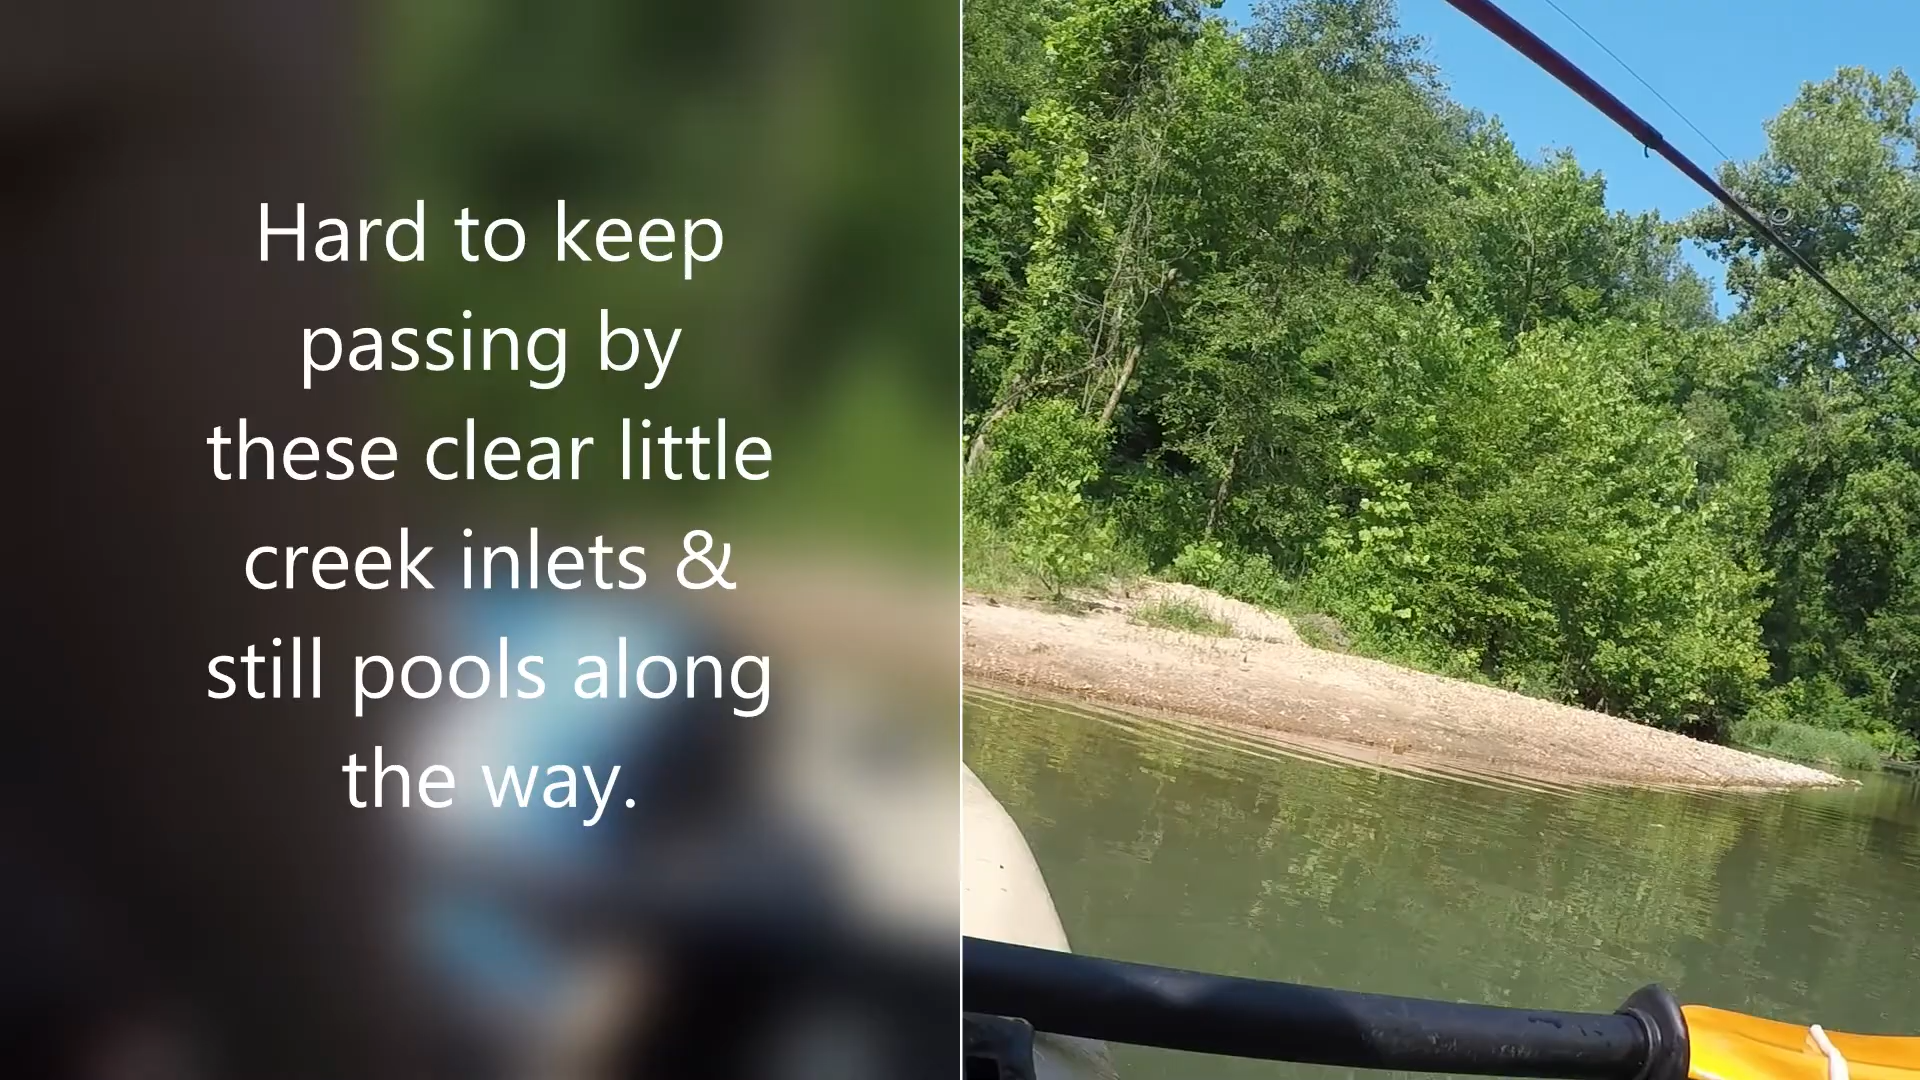 Hard to keep
passing by
these clear little
creek inlets &
still pools along
the way.